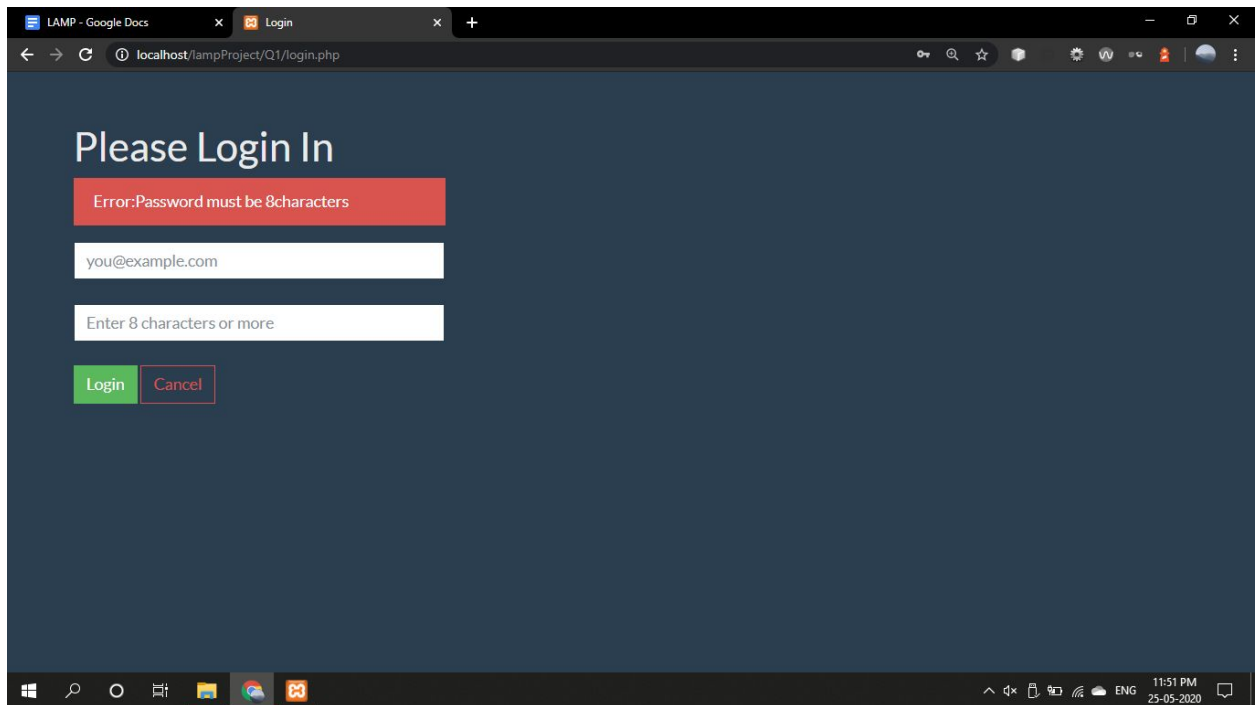 LAMP - Google Docs
Login
localhost/lampProject/Q1/login.php
Please Login In
Error:Password must be 8characters
you@example.com
Enter 8 characters or more
Login Cancel
ENG
11:51 PM
25-05-2020